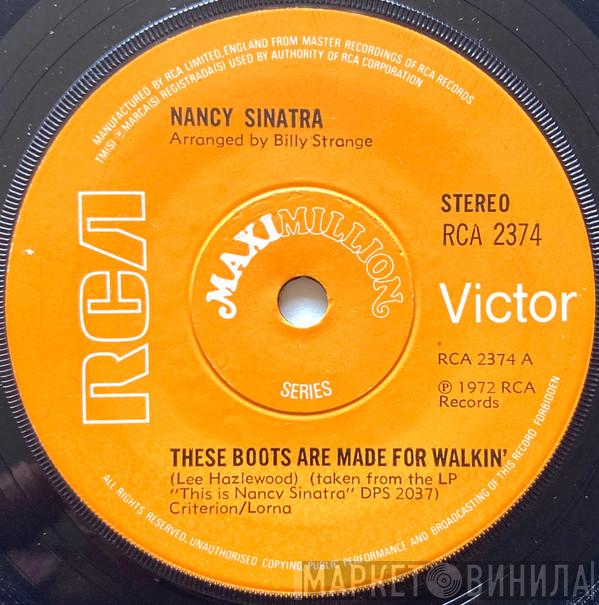 MANUFACTURED BY RCA LIMITED, ENGLAND FROM MASTER RECORDINGS OF RCA RECORDS
TM(S) ® MARCA(S) REGISTRADA(S) USED BY AUTHORITY OF RCA CORPORATION
NANCY SINATRA
Arranged by Billy Strange
RCA
MAXIMILLION
SERIES
STEREO
RCA 2374
Victor
RCA 2374 A
℗ 1972 RCA
Records
THESE BOOTS ARE MADE FOR WALKIN'
(Lee Hazlewood) (taken from the LP
"This is Nancy Sinatra" DPS 2037)
Criterion/Lorna
ALL RIGHTS RESERVED, UNAUTHORISED COPYING, PUBLIC PERFORMANCE AND BROADCASTING OF THIS RECORD FORBIDDEN
МАРКЕТ ВИНИЛА